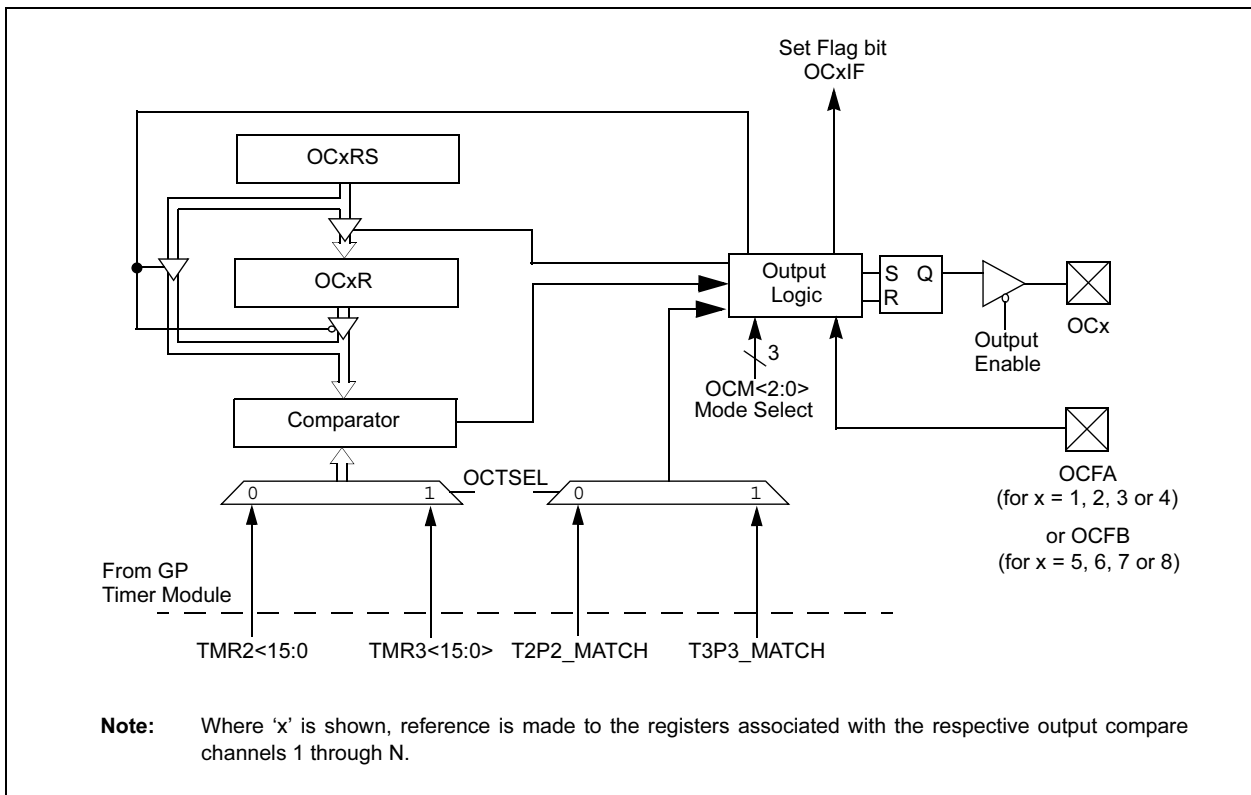 Set Flag bit
OCxIF
OCxRS
OCxR
Output
Logic
S Q
R
OCx
Output
Enable
3
OCM<2:0>
Mode Select
Comparator
OCTSEL
0 1
0 1
OCFA
(for x = 1, 2, 3 or 4)
or OCFB
(for x = 5, 6, 7 or 8)
From GP
Timer Module
TMR2<15:0 TMR3<15:0> T2P2_MATCH T3P3_MATCH
Note: Where ‘x’ is shown, reference is made to the registers associated with the respective output compare
channels 1 through N.